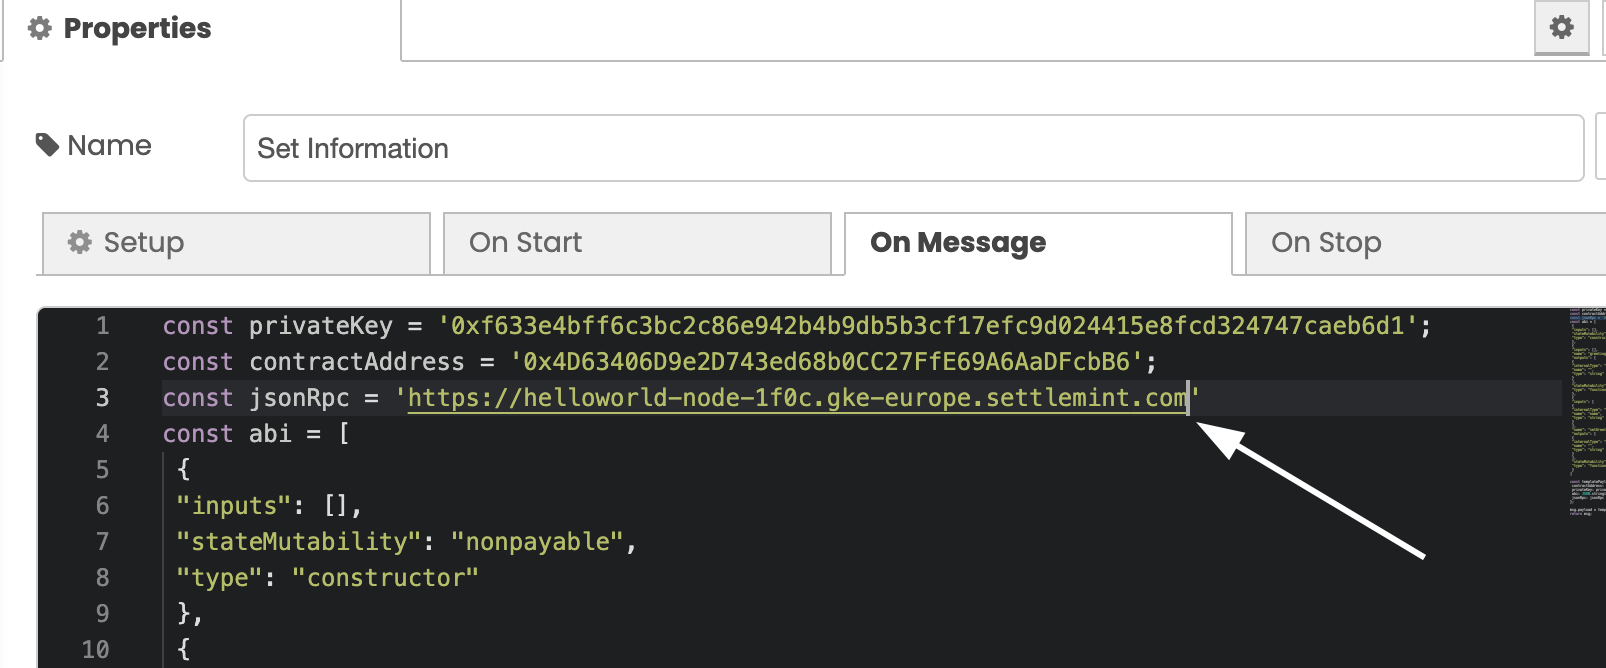 Properties
Name
Set Information
Setup
On Start
On Message
On Stop
1 const privateKey = '0xf633e4bff6c3bc2c86e942b4b9db5b3cf17efc9d024415e8fcd324747caeb6d1';
2 const contractAddress = '0x4D63406D9e2D743ed68b0CC27FfE69A6AaDFcbB6';
3 const jsonRpc = 'https://helloworld-node-1f0c.gke-europe.settlemint.com'
4 const abi = [
5 {
6 "inputs": [],
7 "stateMutability": "nonpayable",
8 "type": "constructor"
9 },
10 {